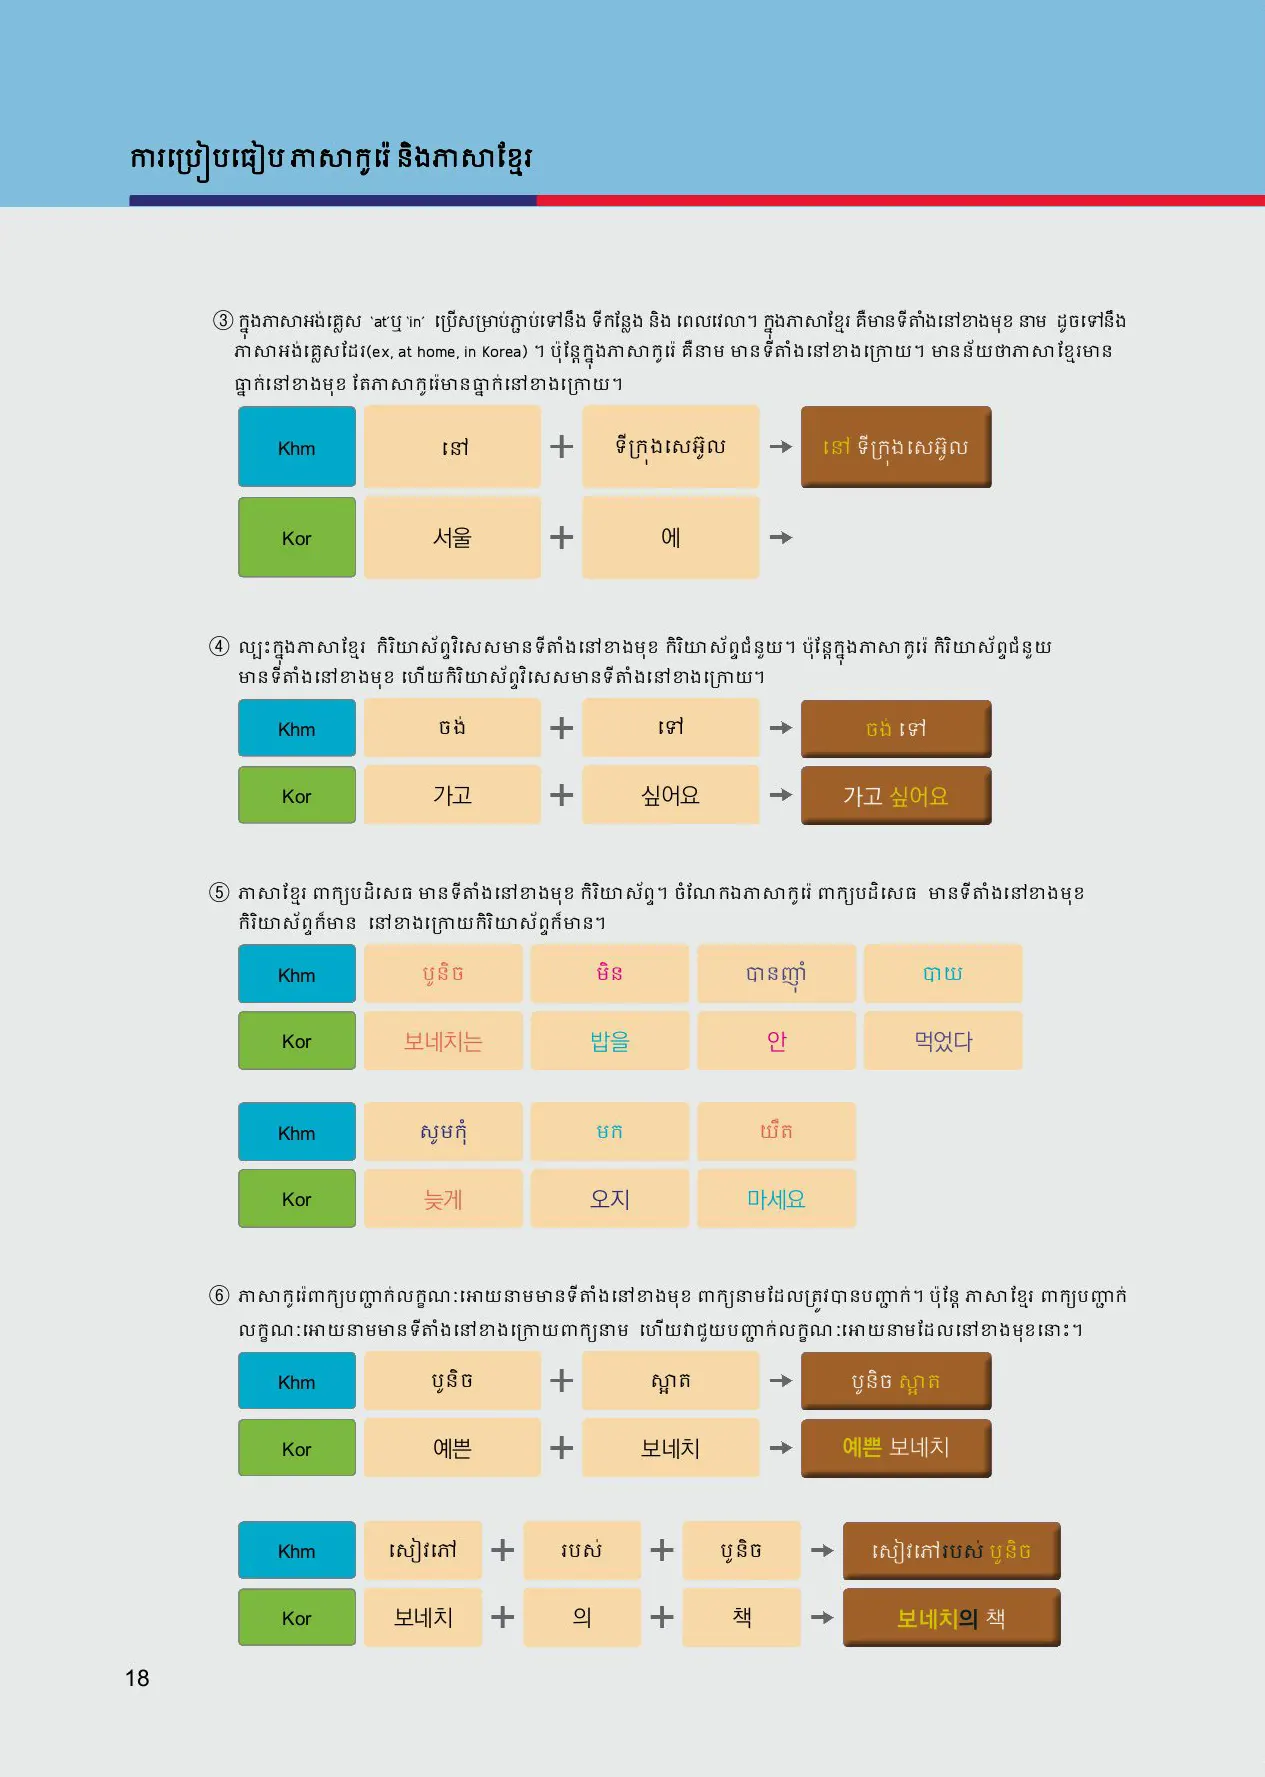 ការប្រៀបធៀប ភាសាកូរ៉េ និងភាសាខ្មែរ
③ ក្នុងភាសាអង់គ្លេស 'at'ឬ 'in' ប្រើសម្រាប់ភ្ជាប់ទៅនឹង ទីកន្លែង និង ពេលវេលា។ ក្នុងភាសាខ្មែរ គឺមានទីតាំងនៅខាងមុខ នាម ដូចទៅនឹង
ភាសាអង់គ្លេសដែរ(ex, at home, in Korea) ។ ប៉ុន្តែក្នុងភាសាកូរ៉េ គឺនាម មានទីតាំងនៅខាងក្រោយ។ មានន័យថាភាសាខ្មែរមាន
ធ្នាក់នៅខាងមុខ តែភាសាកូរ៉េមានធ្នាក់នៅខាងក្រោយ។
Khm នៅ + ទីក្រុងសេអ៊ូល → នៅ ទីក្រុងសេអ៊ូល
Kor 서울 + 에 →
④ ល្បះក្នុងភាសាខ្មែរ កិរិយាស័ព្ទវិសេសមានទីតាំងនៅខាងមុខ កិរិយាស័ព្ទជំនួយ។ ប៉ុន្តែក្នុងភាសាកូរ៉េ កិរិយាស័ព្ទជំនួយ
មានទីតាំងនៅខាងមុខ ហើយកិរិយាស័ព្ទវិសេសមានទីតាំងនៅខាងក្រោយ។
Khm ចង់ + ទៅ → ចង់ ទៅ
Kor 가고 + 싶어요 → 가고 싶어요
⑤ ភាសាខ្មែរ ពាក្យបដិសេធ មានទីតាំងនៅខាងមុខ កិរិយាស័ព្ទ។ ចំណែកឯភាសាកូរ៉េ ពាក្យបដិសេធ មានទីតាំងនៅខាងមុខ
កិរិយាស័ព្ទក៏មាន នៅខាងក្រោយកិរិយាស័ព្ទក៏មាន។
Khm បូនិច មិន បានញ៉ាំ បាយ
Kor 보네치는 밥을 안 먹었다
Khm សូមកុំ មក យឺត
Kor 늦게 오지 마세요
⑥ ភាសាកូរ៉េពាក្យបញ្ជាក់លក្ខណៈអោយនាមមានទីតាំងនៅខាងមុខ ពាក្យនាមដែលត្រូវបានបញ្ជាក់។ ប៉ុន្តែ ភាសាខ្មែរ ពាក្យបញ្ជាក់
លក្ខណៈអោយនាមមានទីតាំងនៅខាងក្រោយពាក្យនាម ហើយវាជួយបញ្ជាក់លក្ខណៈអោយនាមដែលនៅខាងមុខនោះ។
Khm បូនិច + ស្អាត → បូនិច ស្អាត
Kor 예쁜 + 보네치 → 예쁜 보네치
Khm សៀវភៅ + របស់ + បូនិច → សៀវភៅរបស់ បូនិច
Kor 보네치 + 의 + 책 → 보네치의 책
18